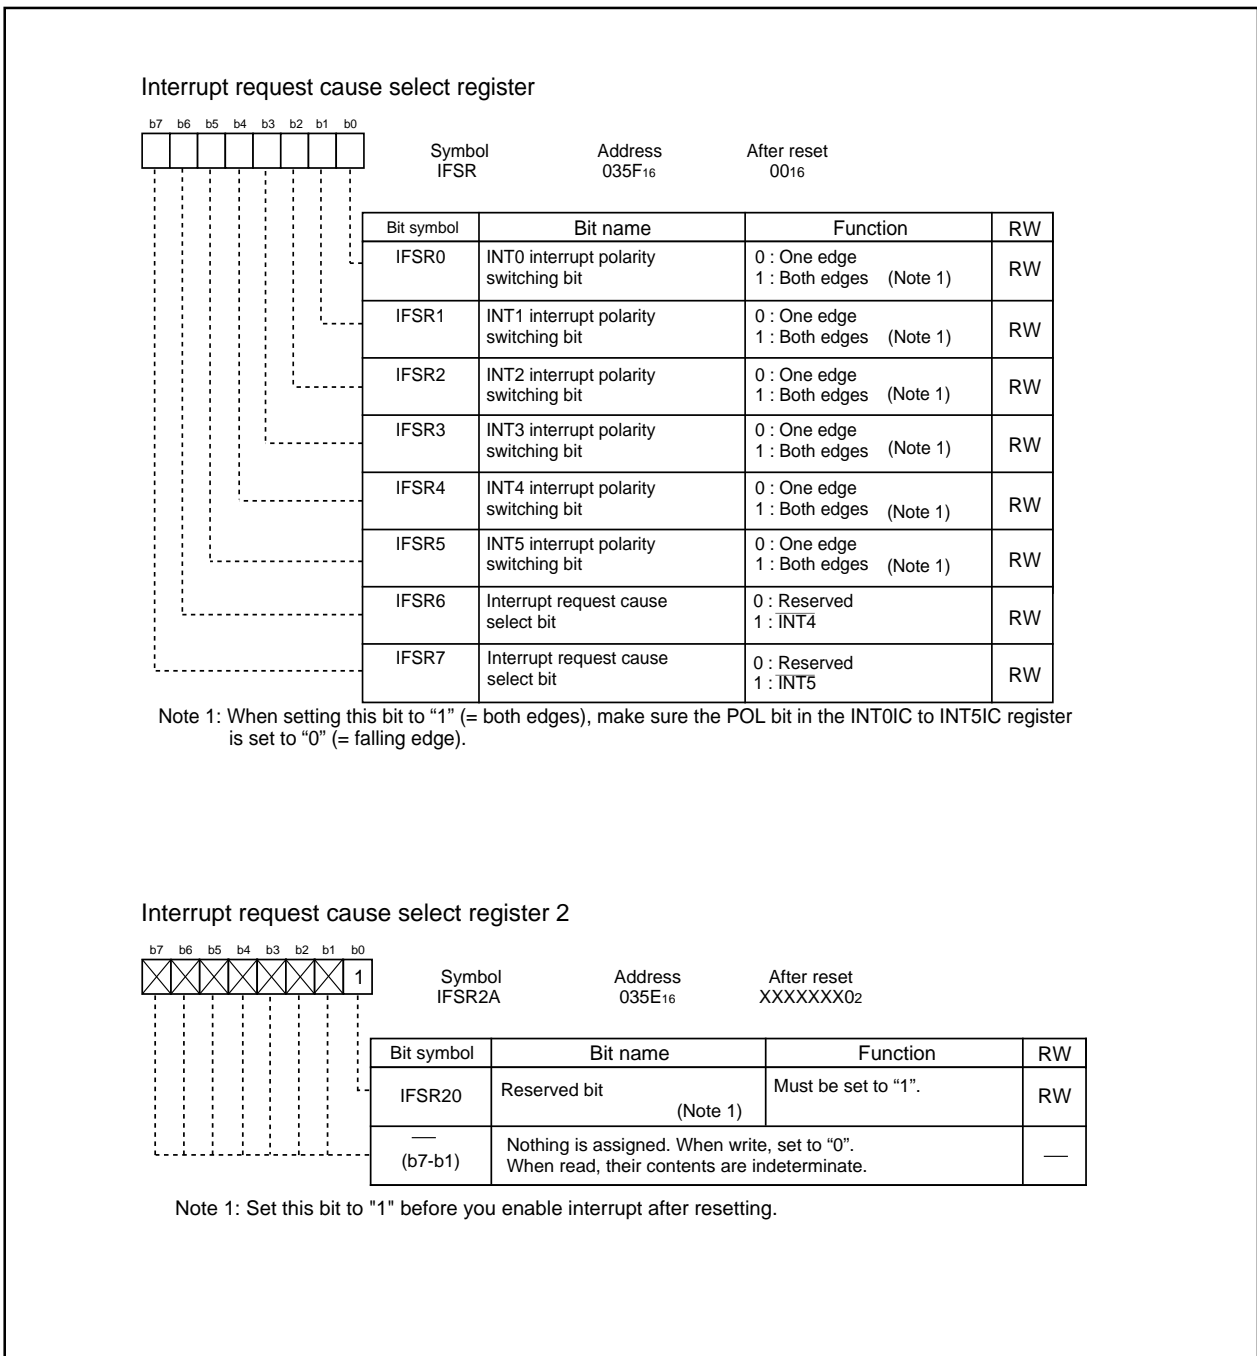 Interrupt request cause select register
b7 b6 b5 b4 b3 b2 b1 b0
Symbol Address After reset
IFSR 035F16 0016
Bit symbol Bit name Function RW
IFSR0 INT0 interrupt polarity switching bit 0 : One edge 1 : Both edges (Note 1) RW
IFSR1 INT1 interrupt polarity switching bit 0 : One edge 1 : Both edges (Note 1) RW
IFSR2 INT2 interrupt polarity switching bit 0 : One edge 1 : Both edges (Note 1) RW
IFSR3 INT3 interrupt polarity switching bit 0 : One edge 1 : Both edges (Note 1) RW
IFSR4 INT4 interrupt polarity switching bit 0 : One edge 1 : Both edges (Note 1) RW
IFSR5 INT5 interrupt polarity switching bit 0 : One edge 1 : Both edges (Note 1) RW
IFSR6 Interrupt request cause select bit 0 : Reserved 1 : INT4 RW
IFSR7 Interrupt request cause select bit 0 : Reserved 1 : INT5 RW
Note 1: When setting this bit to “1” (= both edges), make sure the POL bit in the INT0IC to INT5IC register
is set to “0” (= falling edge).
Interrupt request cause select register 2
b7 b6 b5 b4 b3 b2 b1 b0
1
Symbol Address After reset
IFSR2A 035E16 XXXXXXX02
Bit symbol Bit name Function RW
IFSR20 Reserved bit (Note 1) Must be set to “1”. RW
(b7-b1) Nothing is assigned. When write, set to “0”.
When read, their contents are indeterminate. —
Note 1: Set this bit to "1" before you enable interrupt after resetting.